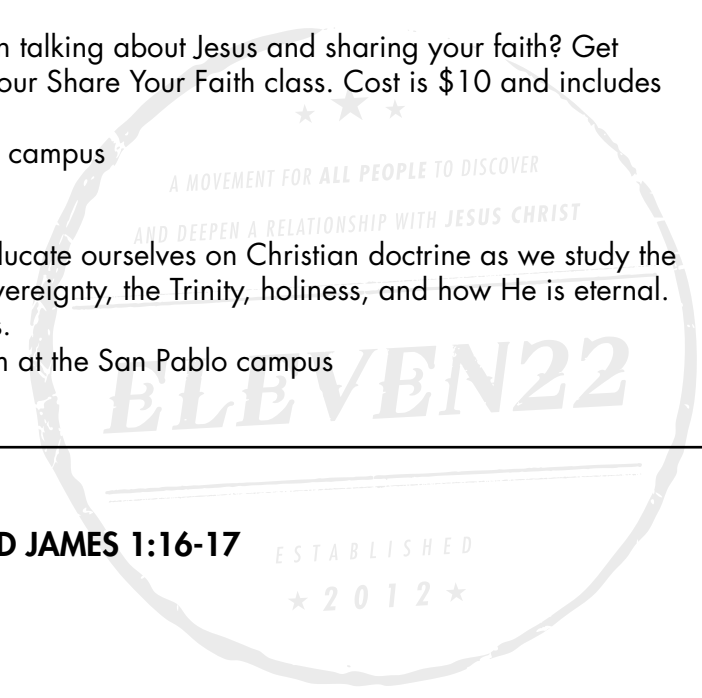 n talking about Jesus and sharing your faith? Get
our Share Your Faith class. Cost is $10 and includes
campus
A MOVEMENT FOR ALL PEOPLE TO DISCOVER
AND DEEPEN A RELATIONSHIP WITH JESUS CHRIST
ducate ourselves on Christian doctrine as we study the
vereignty, the Trinity, holiness, and how He is eternal.
s.
n at the San Pablo campus
ELEVEN22
D JAMES 1:16-17
ESTABLISHED
★ 2012 ★